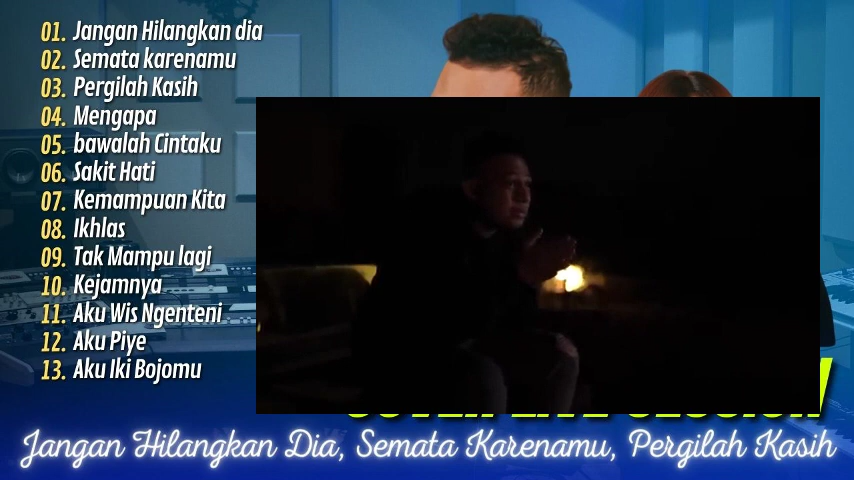 01. Jangan Hilangkan dia
02. Semata karenamu
03. Pergilah Kasih
04. Mengapa
05. bawalah Cintaku
06. Sakit Hati
07. Kemampuan Kita
08. Ikhlas
09. Tak Mampu lagi
10. Kejamnya
11. Aku Wis Ngenteni
12. Aku Piye
13. Aku Iki Bojomu
Jangan Hilangkan Dia, Semata Karenamu, Pergilah Kasih